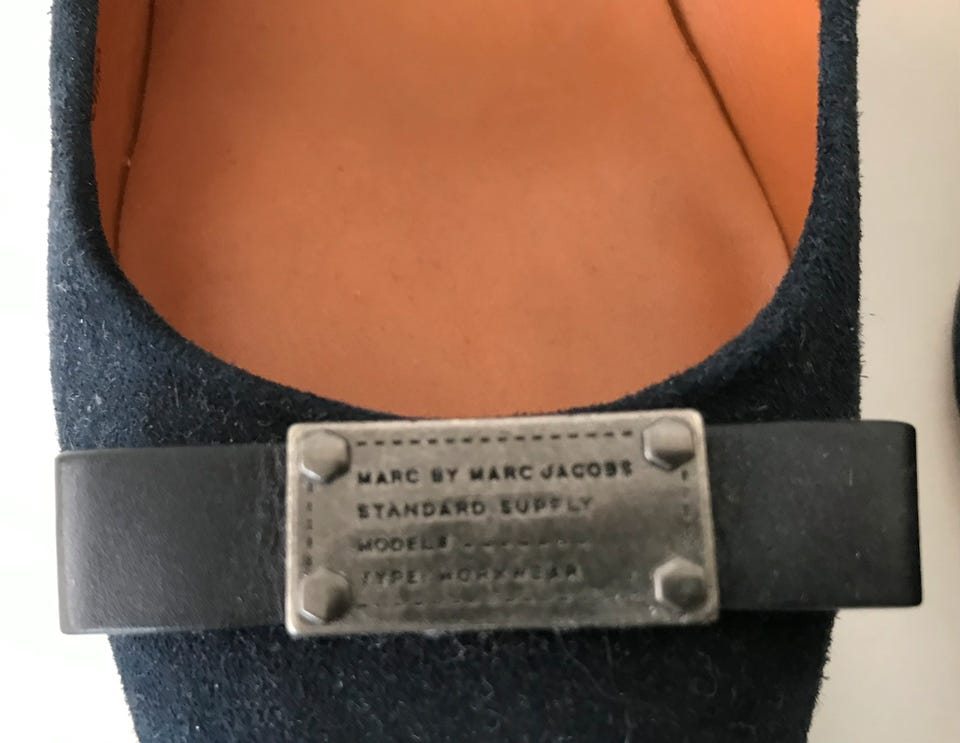 MARC BY MARC JACOBS
STANDARD SUPPLY
MODEL#
TYPE: WORKWEAR